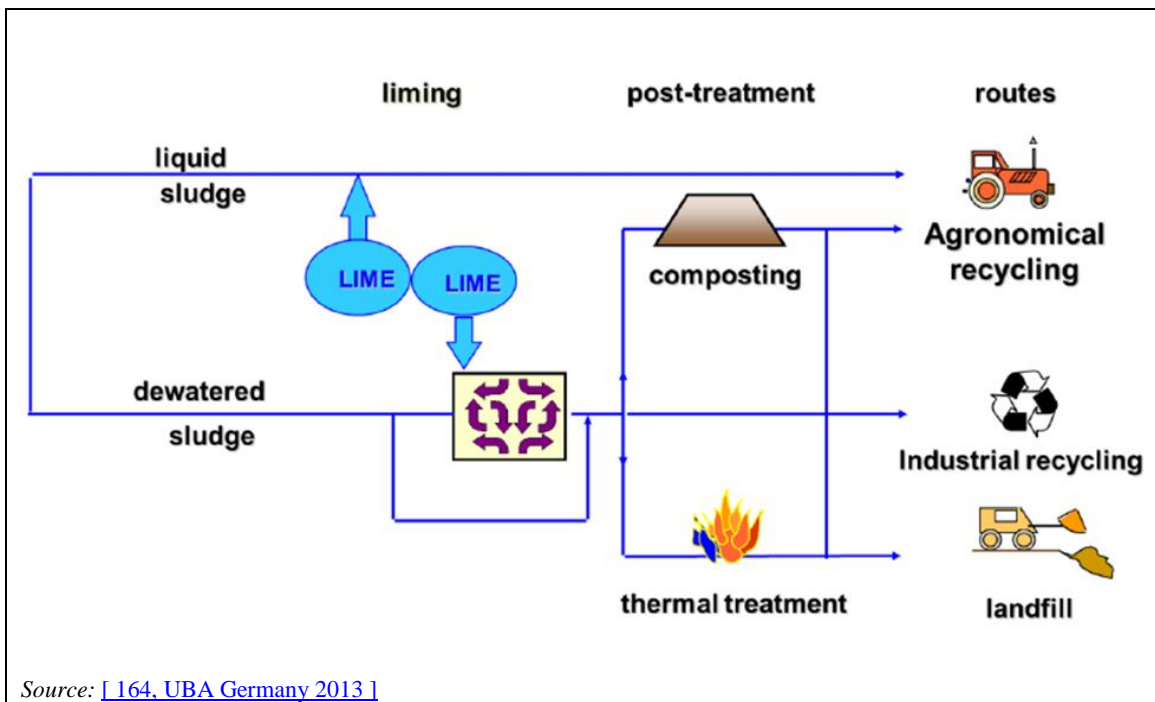 liming post-treatment routes
liquid
sludge
LIME
LIME
composting
Agronomical
recycling
dewatered
sludge
Industrial recycling
thermal treatment
landfill
Source: [ 164, UBA Germany 2013 ]